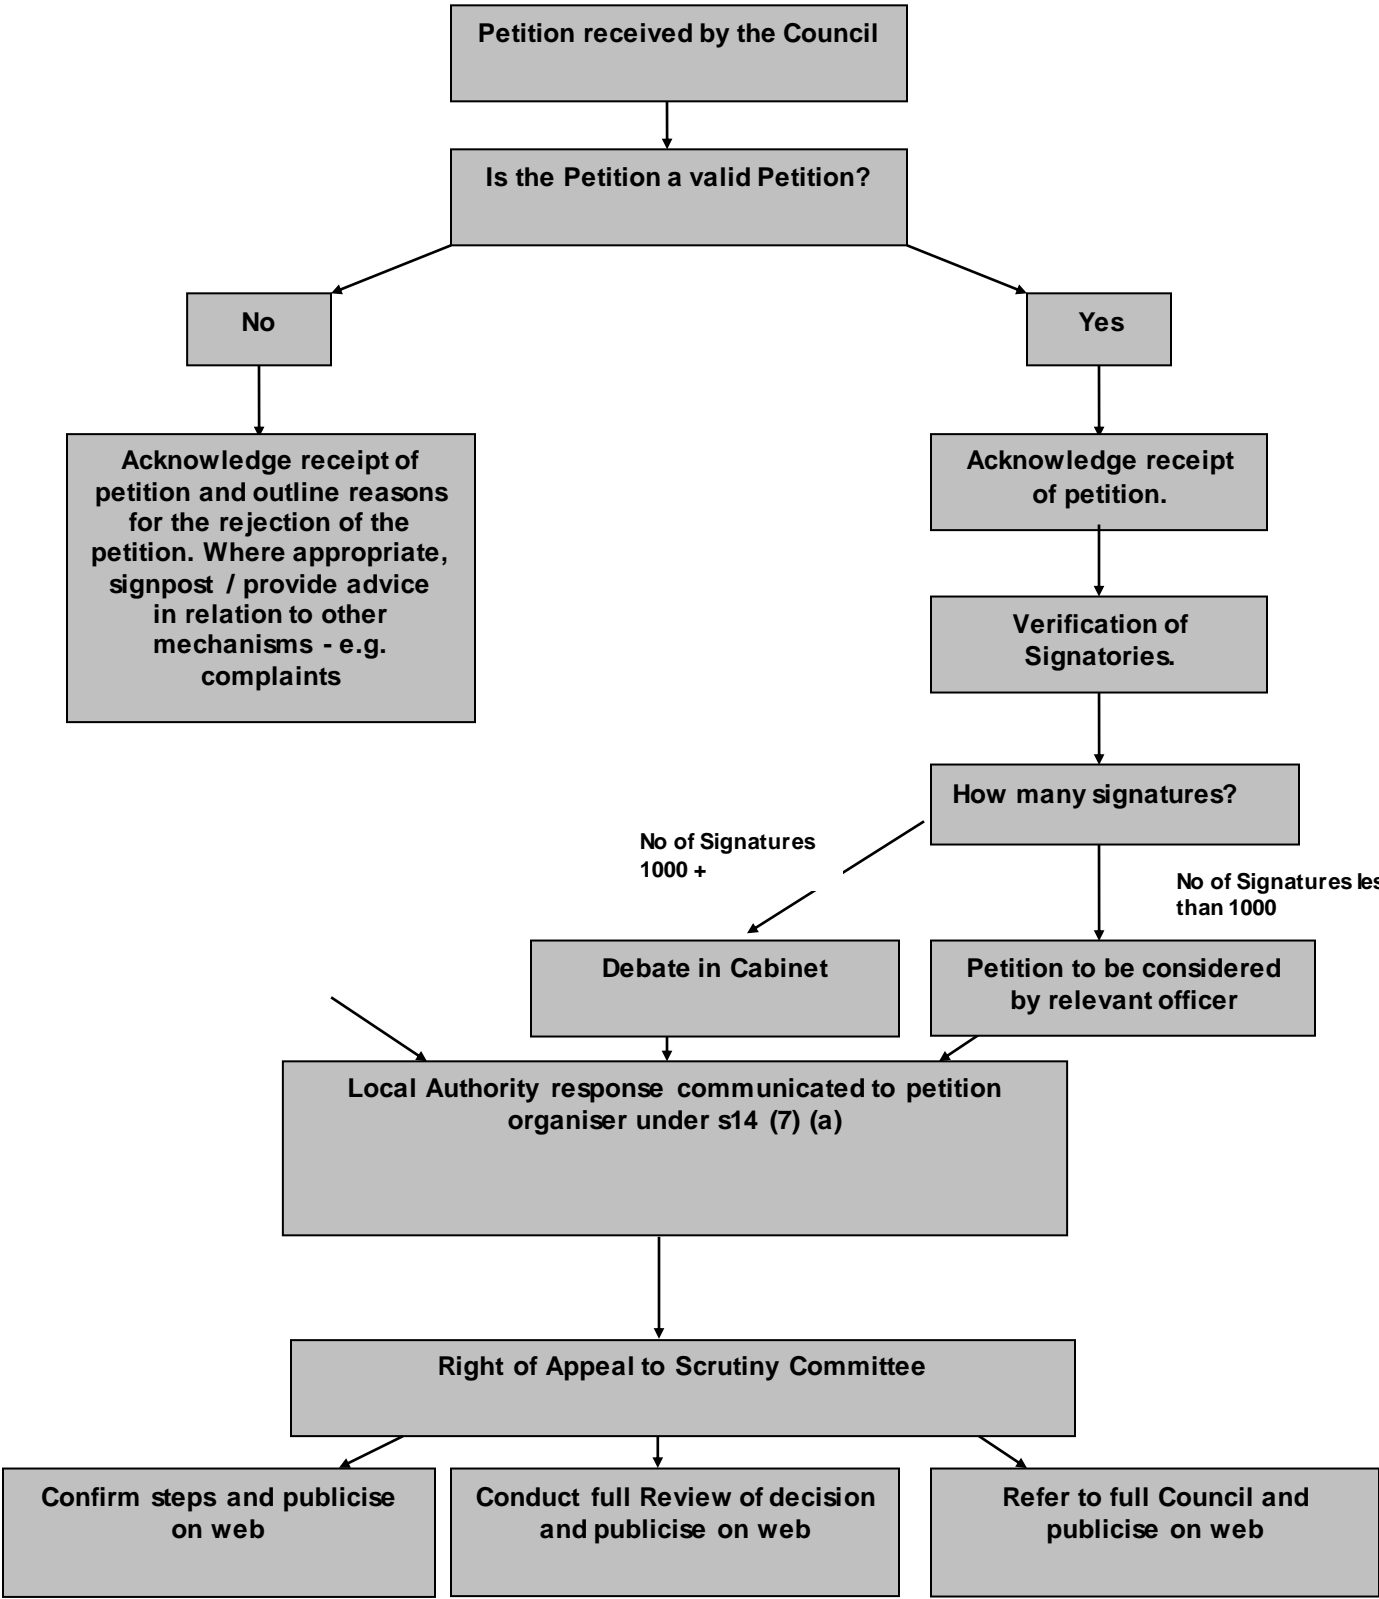 Petition received by the Council
Is the Petition a valid Petition?
No
Yes
Acknowledge receipt of
petition and outline reasons
for the rejection of the
petition. Where appropriate,
signpost / provide advice
in relation to other
mechanisms - e.g.
complaints
Acknowledge receipt
of petition.
Verification of
Signatories.
How many signatures?
No of Signatures
1000 +
No of Signatures les
than 1000
Debate in Cabinet
Petition to be considered
by relevant officer
Local Authority response communicated to petition
organiser under s14 (7) (a)
Right of Appeal to Scrutiny Committee
Confirm steps and publicise
on web
Conduct full Review of decision
and publicise on web
Refer to full Council and
publicise on web